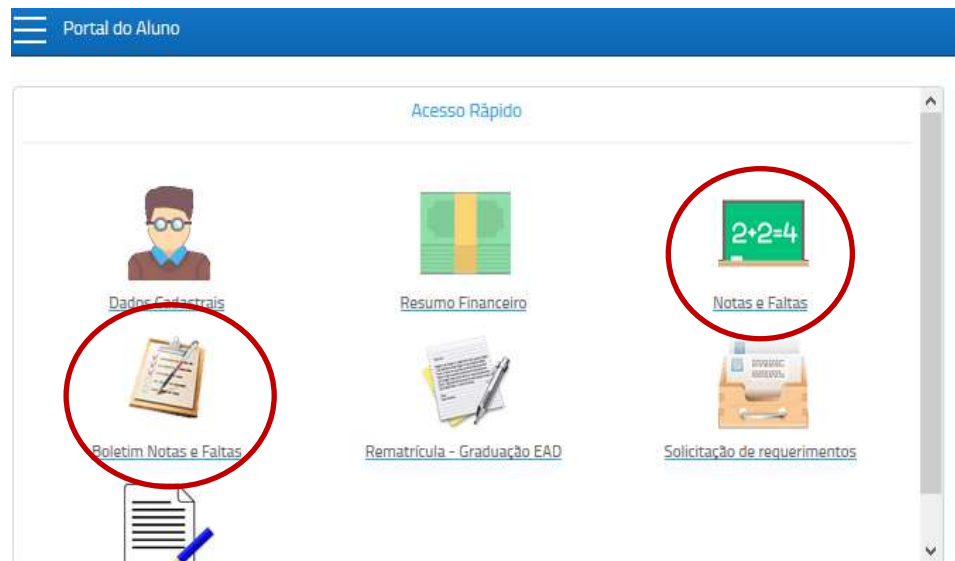 Portal do Aluno
Acesso Rápido
2+2=4
Dados Cadastrais
Resumo Financeiro
Notas e Faltas
Boletim Notas e Faltas
Rematrícula - Graduação EAD
Solicitação de requerimentos